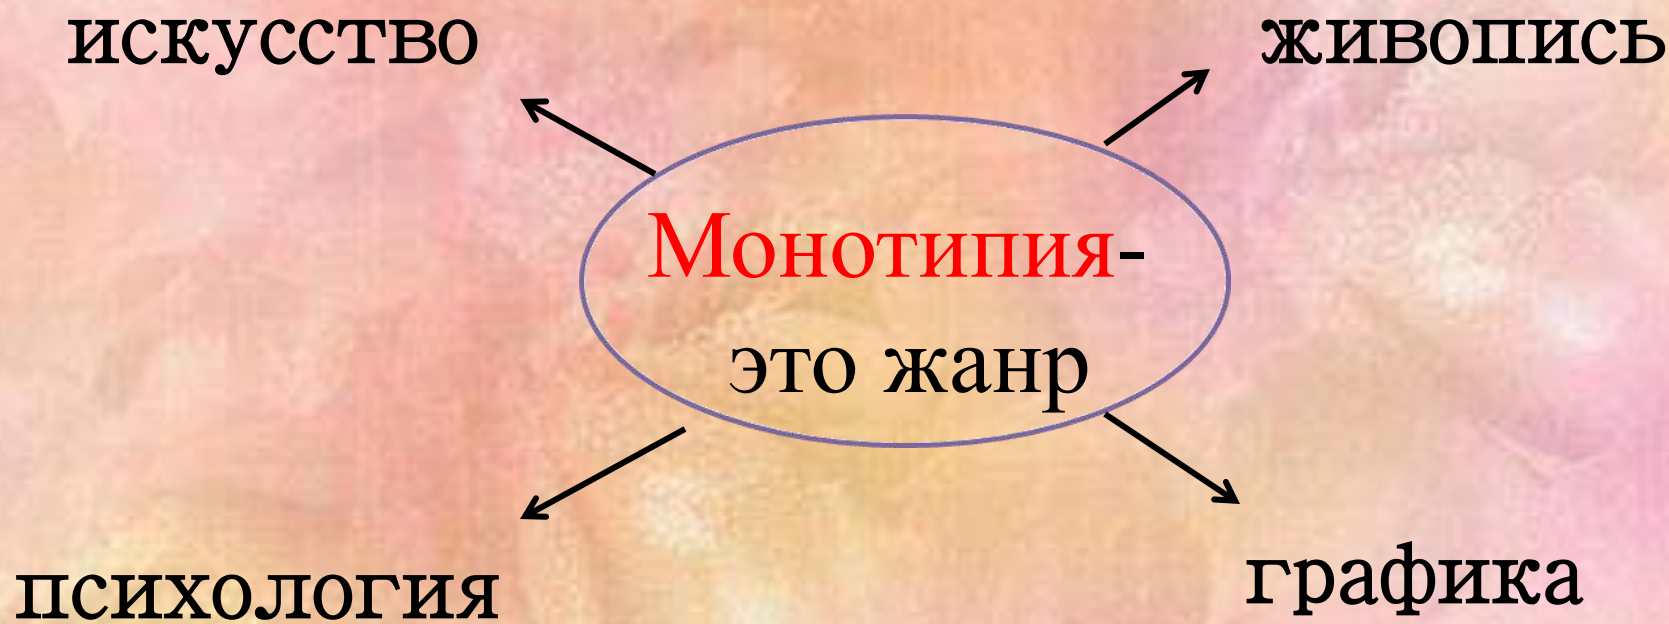 искусство
живопись
Монотипия-
это жанр
психология
графика